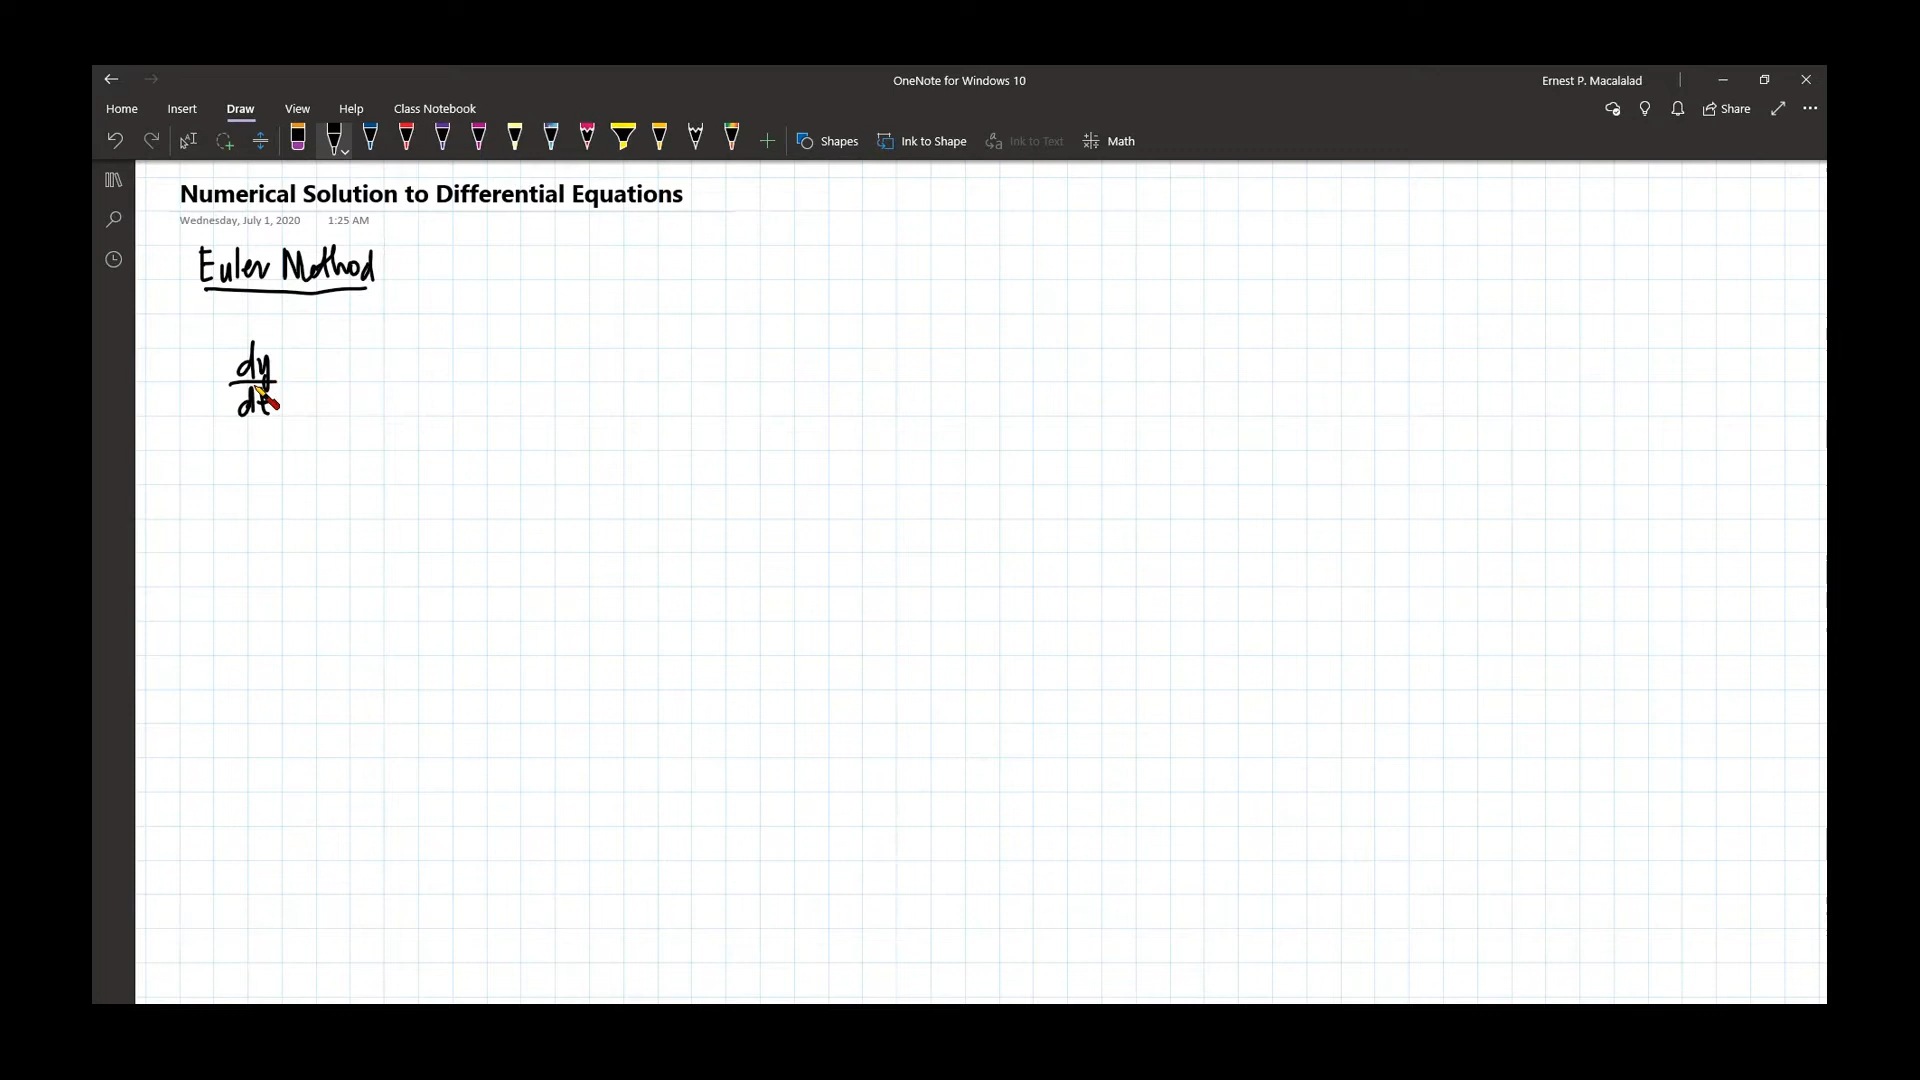 OneNote for Windows 10
Ernest P. Macalalad
Home Insert Draw View Help Class Notebook
Share
Shapes Ink to Shape Ink to Text Math
Numerical Solution to Differential Equations
Wednesday, July 1, 2020 1:25 AM
Euler Method
dy
dt